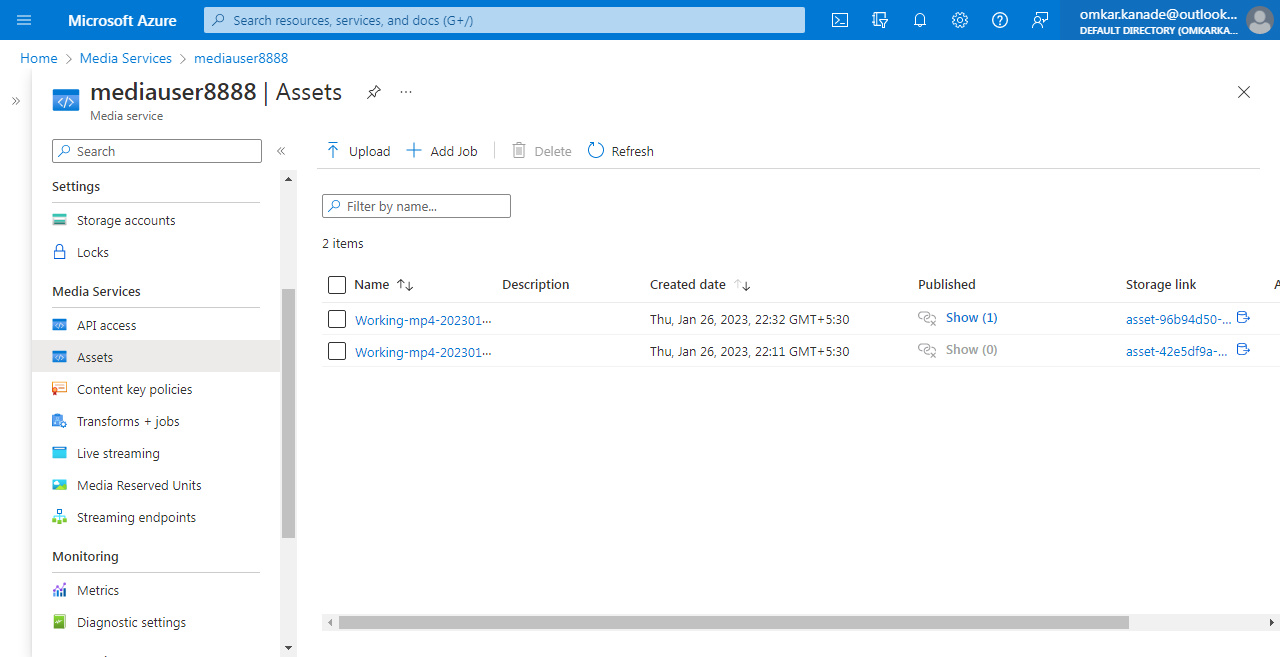 Microsoft Azure
Search resources, services, and docs (G+/)
omkar.kanade@outlook...
DEFAULT DIRECTORY (OMKARKA...
Home > Media Services > mediauser8888
mediauser8888 | Assets
Media service
Search
Upload
Add Job
Delete
Refresh
Settings
Storage accounts
Locks
Media Services
API access
Assets
Content key policies
Transforms + jobs
Live streaming
Media Reserved Units
Streaming endpoints
Monitoring
Metrics
Diagnostic settings
Filter by name...
2 items
Name Description Created date Published Storage link A
Working-mp4-202301··· Thu, Jan 26, 2023, 22:32 GMT+5:30 Show (1) asset-96b94d50-...
Working-mp4-202301··· Thu, Jan 26, 2023, 22:11 GMT+5:30 Show (0) asset-42e5df9a-...